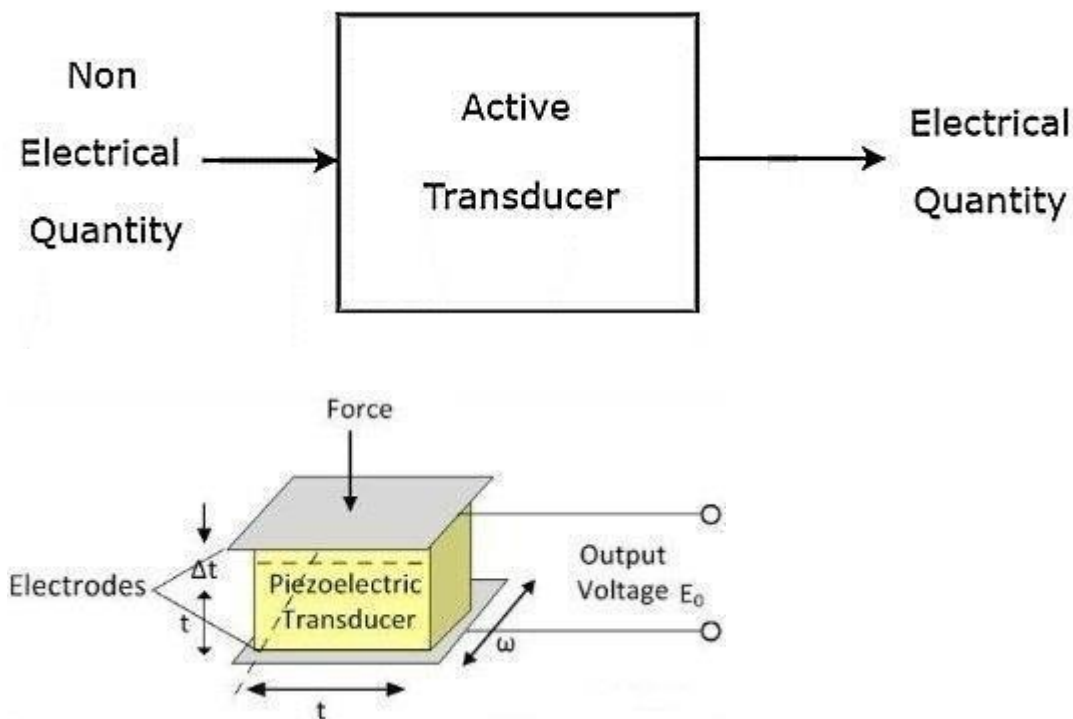 Non
Electrical
Quantity
Active
Transducer
Electrical
Quantity
Force
Electrodes
Δt
t
Piezoelectric
Transducer
Output
Voltage E₀
ω
t